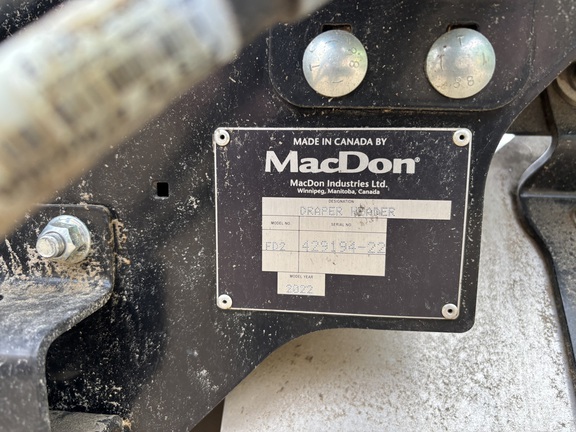 MADE IN CANADA BY
MacDon®
MacDon Industries Ltd.
Winnipeg, Manitoba, Canada
DESIGNATION
DRAPER HEADER
MODEL NO. SERIAL NO.
FD2 429194-22
MODEL YEAR
2022